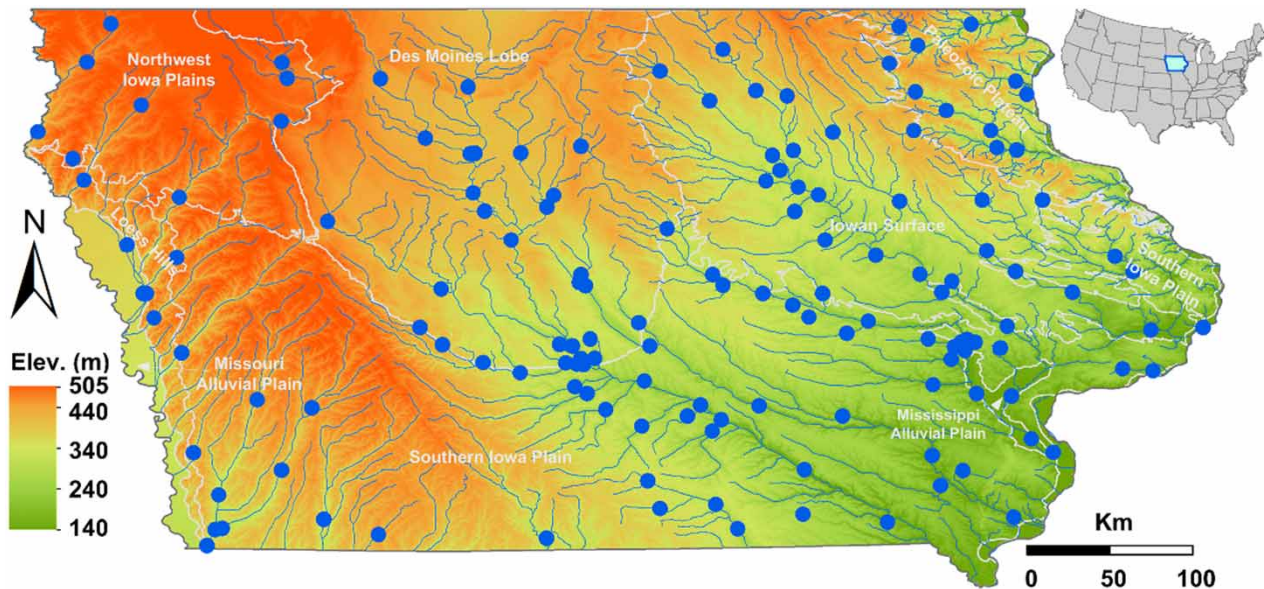 Northwest
Iowa Plains
Des Moines Lobe
Paleozoic Plateau
N
Loess Hills
Iowan Surface
Southern
Iowa Plain
Elev. (m)
505
440
340
240
140
Missouri
Alluvial Plain
Mississippi
Alluvial Plain
Southern Iowa Plain
Km
0 50 100